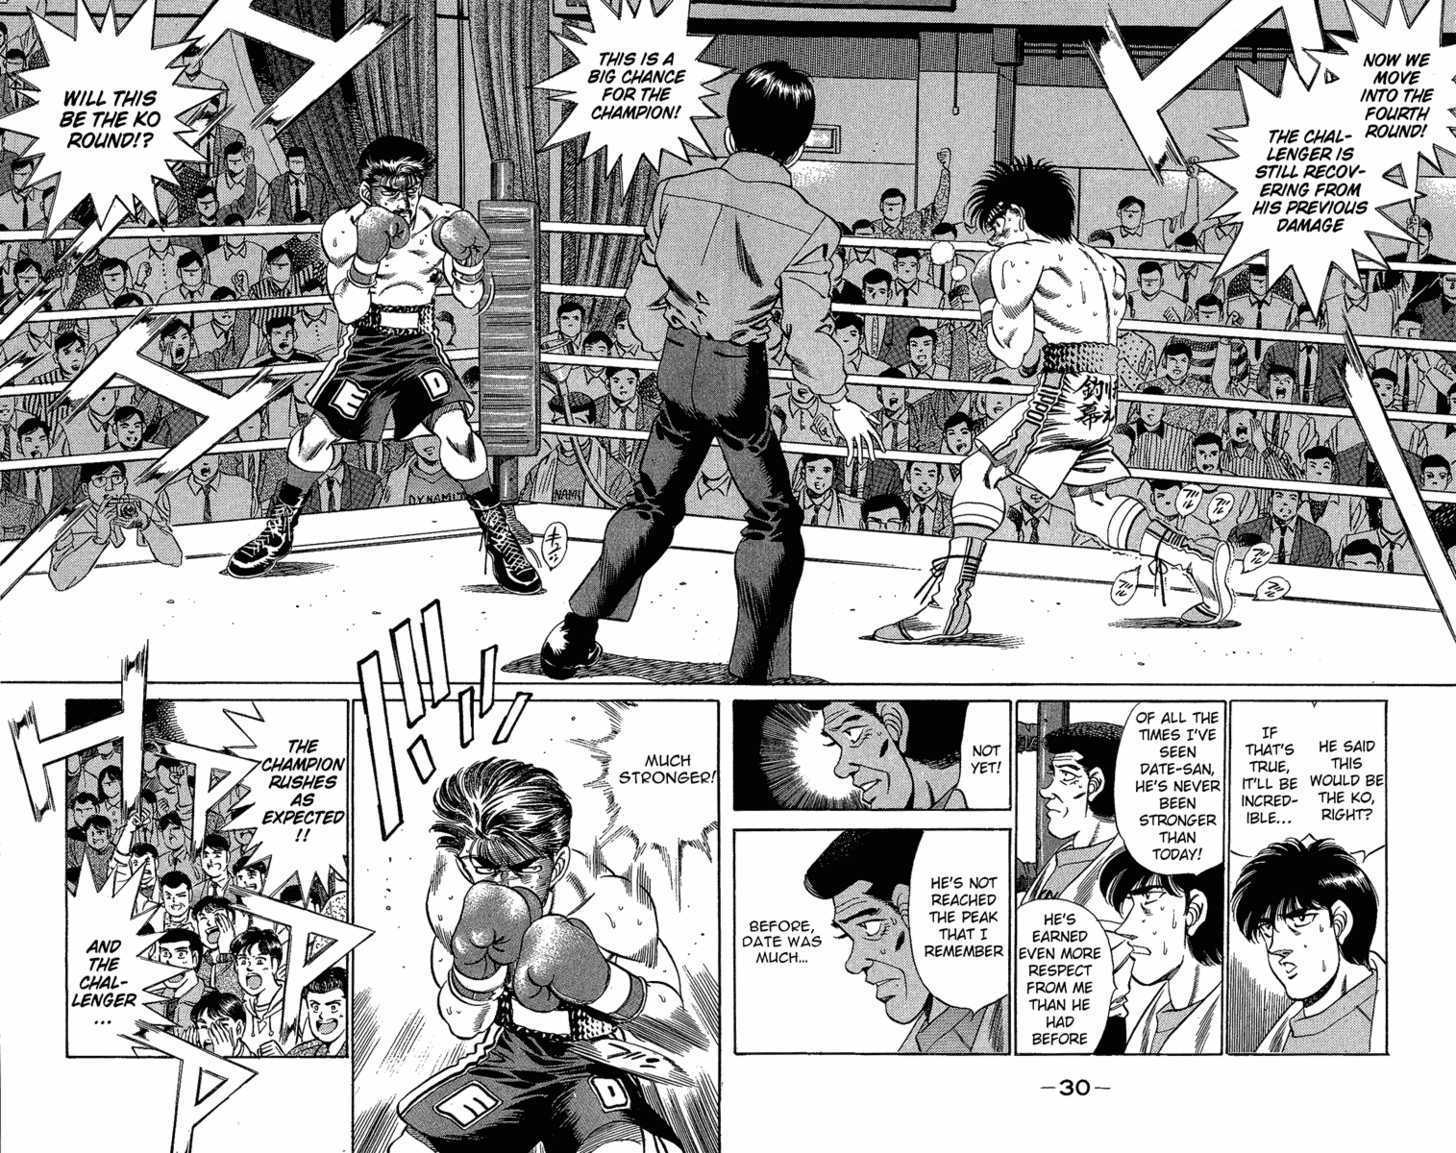 NOW WE
MOVE
INTO THE
FOURTH
ROUND!
THE CHAL-
LENGER IS
STILL RECOV-
ERING FROM
HIS PREVIOUS
DAMAGE
THIS IS A
BIG CHANCE
FOR THE
CHAMPION!
WILL THIS
BE THE KO
ROUND!?
DYNAMIT
NAMI
E
D
HE SAID
THIS
WOULD BE
THE KO,
RIGHT?
IF
THAT'S
TRUE,
IT'LL BE
INCRED-
IBLE...
OF ALL THE
TIMES I'VE
SEEN
DATE-SAN,
HE'S NEVER
BEEN
STRONGER
THAN
TODAY!
HE'S
EARNED
EVEN MORE
RESPECT
FROM ME
THAN HE
HAD
BEFORE
NOT
YET!
HE'S NOT
REACHED
THE PEAK
THAT I
REMEMBER
BEFORE,
DATE WAS
MUCH...
MUCH
STRONGER!
E
D
THE
CHAMPION
RUSHES
AS
EXPECTED
!!
AND
THE
CHAL-
LENGER
...
—30—